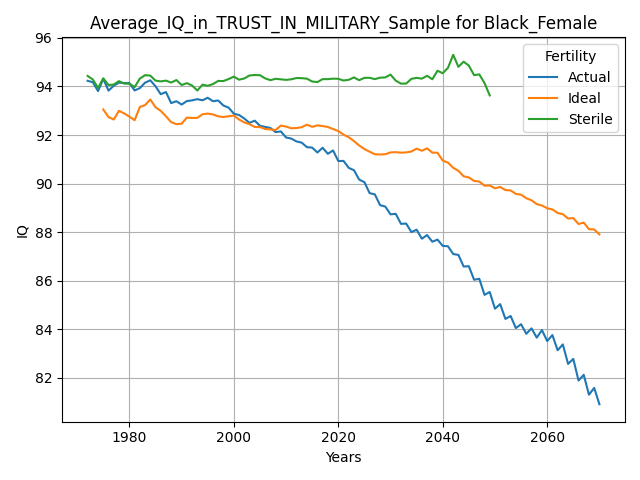 Average_IQ_in_TRUST_IN_MILITARY_Sample for Black_Female
96
94
92
90
88
86
84
82
IQ
Fertility
Actual
Ideal
Sterile
1980
2000
2020
2040
2060
Years